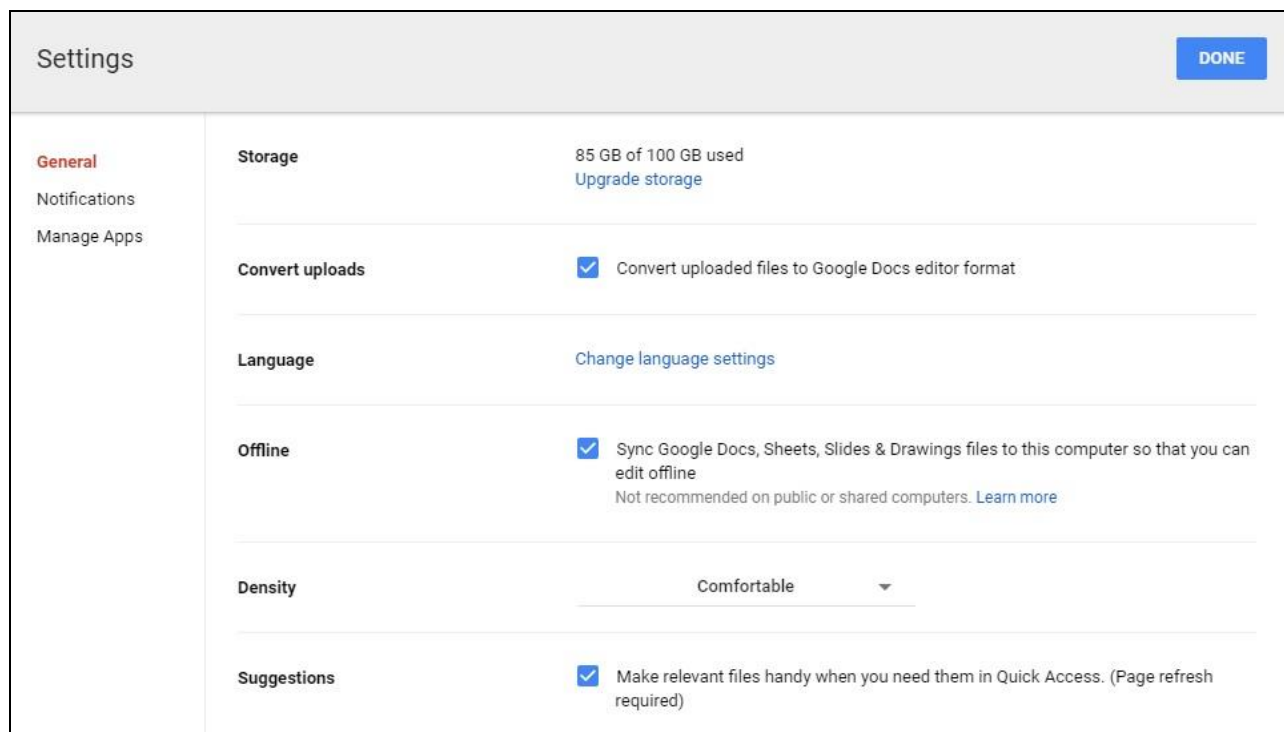 Settings
DONE
General
Notifications
Manage Apps
Storage
85 GB of 100 GB used
Upgrade storage
Convert uploads
Convert uploaded files to Google Docs editor format
Language
Change language settings
Offline
Sync Google Docs, Sheets, Slides & Drawings files to this computer so that you can
edit offline
Not recommended on public or shared computers. Learn more
Density
Comfortable
Suggestions
Make relevant files handy when you need them in Quick Access. (Page refresh
required)